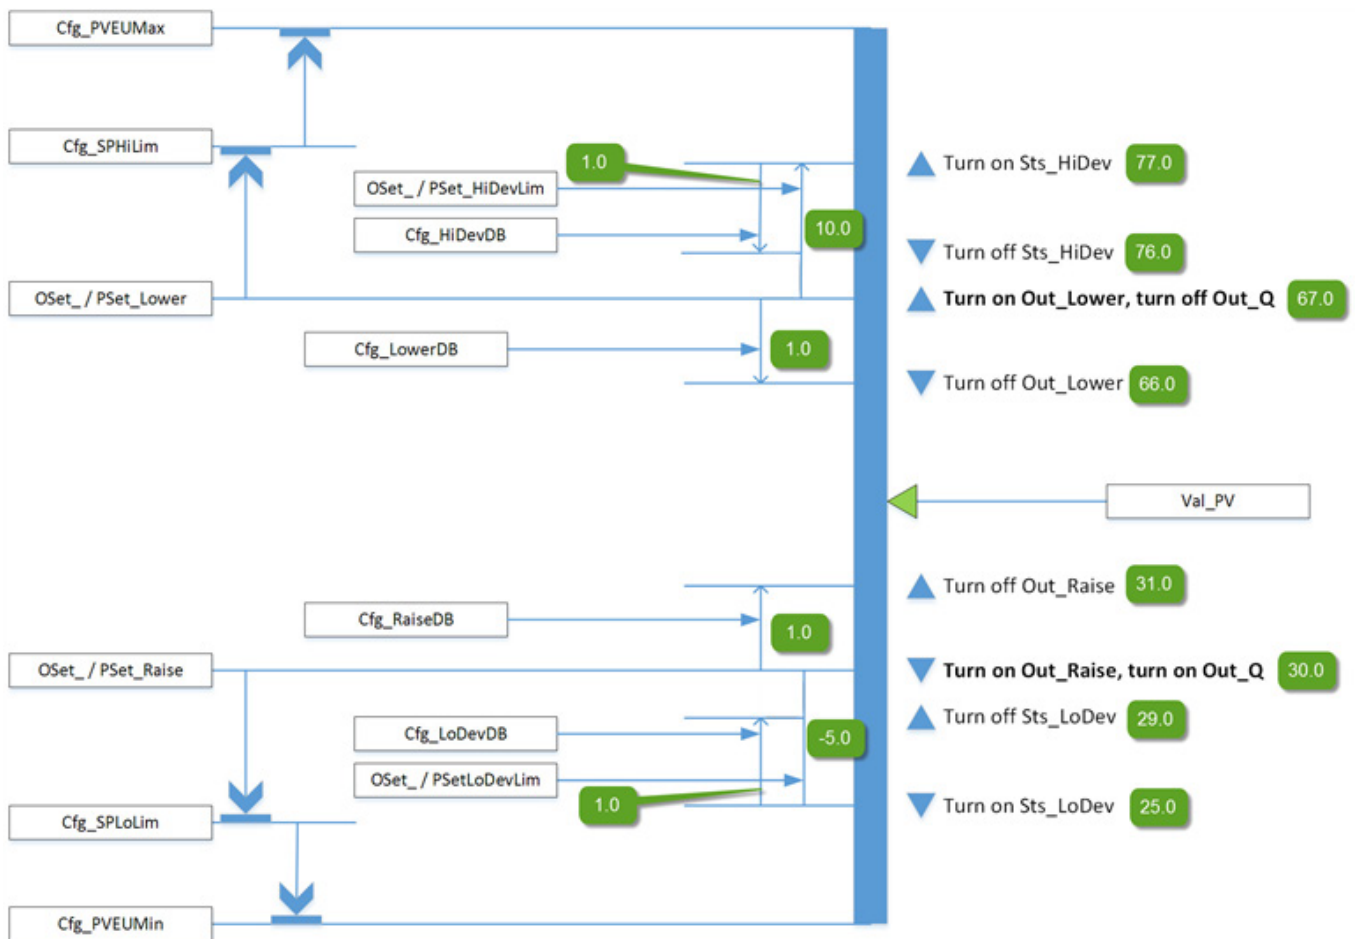 Cfg_PVEUMax
Cfg_SPHiLim
1.0
Turn on Sts_HiDev 77.0
OSet_ / PSet_HiDevLim
Cfg_HiDevDB
10.0
Turn off Sts_HiDev 76.0
OSet_ / PSet_Lower
Turn on Out_Lower, turn off Out_Q 67.0
Cfg_LowerDB
1.0
Turn off Out_Lower 66.0
Val_PV
Turn off Out_Raise 31.0
Cfg_RaiseDB
1.0
OSet_ / PSet_Raise
Turn on Out_Raise, turn on Out_Q 30.0
Turn off Sts_LoDev 29.0
Cfg_LoDevDB
-5.0
OSet_ / PSetLoDevLim
1.0
Turn on Sts_LoDev 25.0
Cfg_SPLoLim
Cfg_PVEUMin